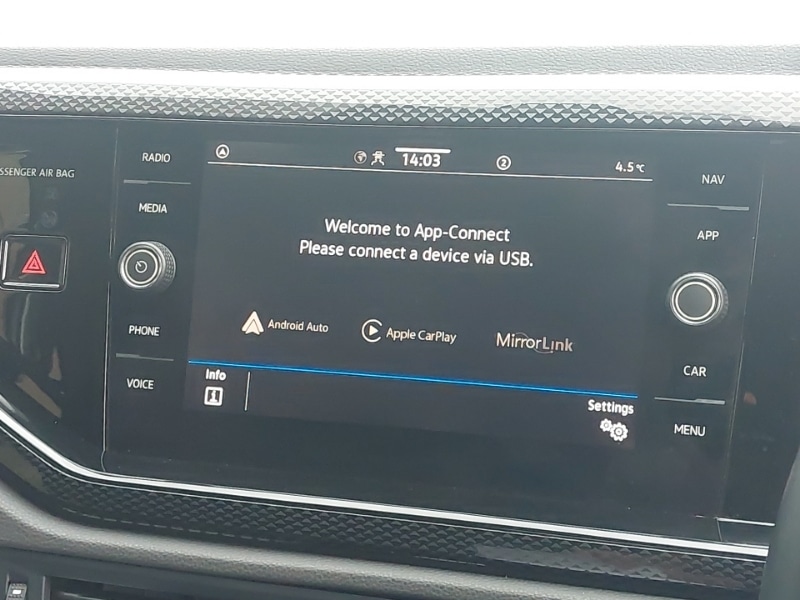 SSENGER AIR BAG
RADIO
MEDIA
PHONE
VOICE
14:03
2
4.5°C
Welcome to App-Connect
Please connect a device via USB.
Android Auto
Apple CarPlay
MirrorLink
Info
Settings
NAV
APP
CAR
MENU